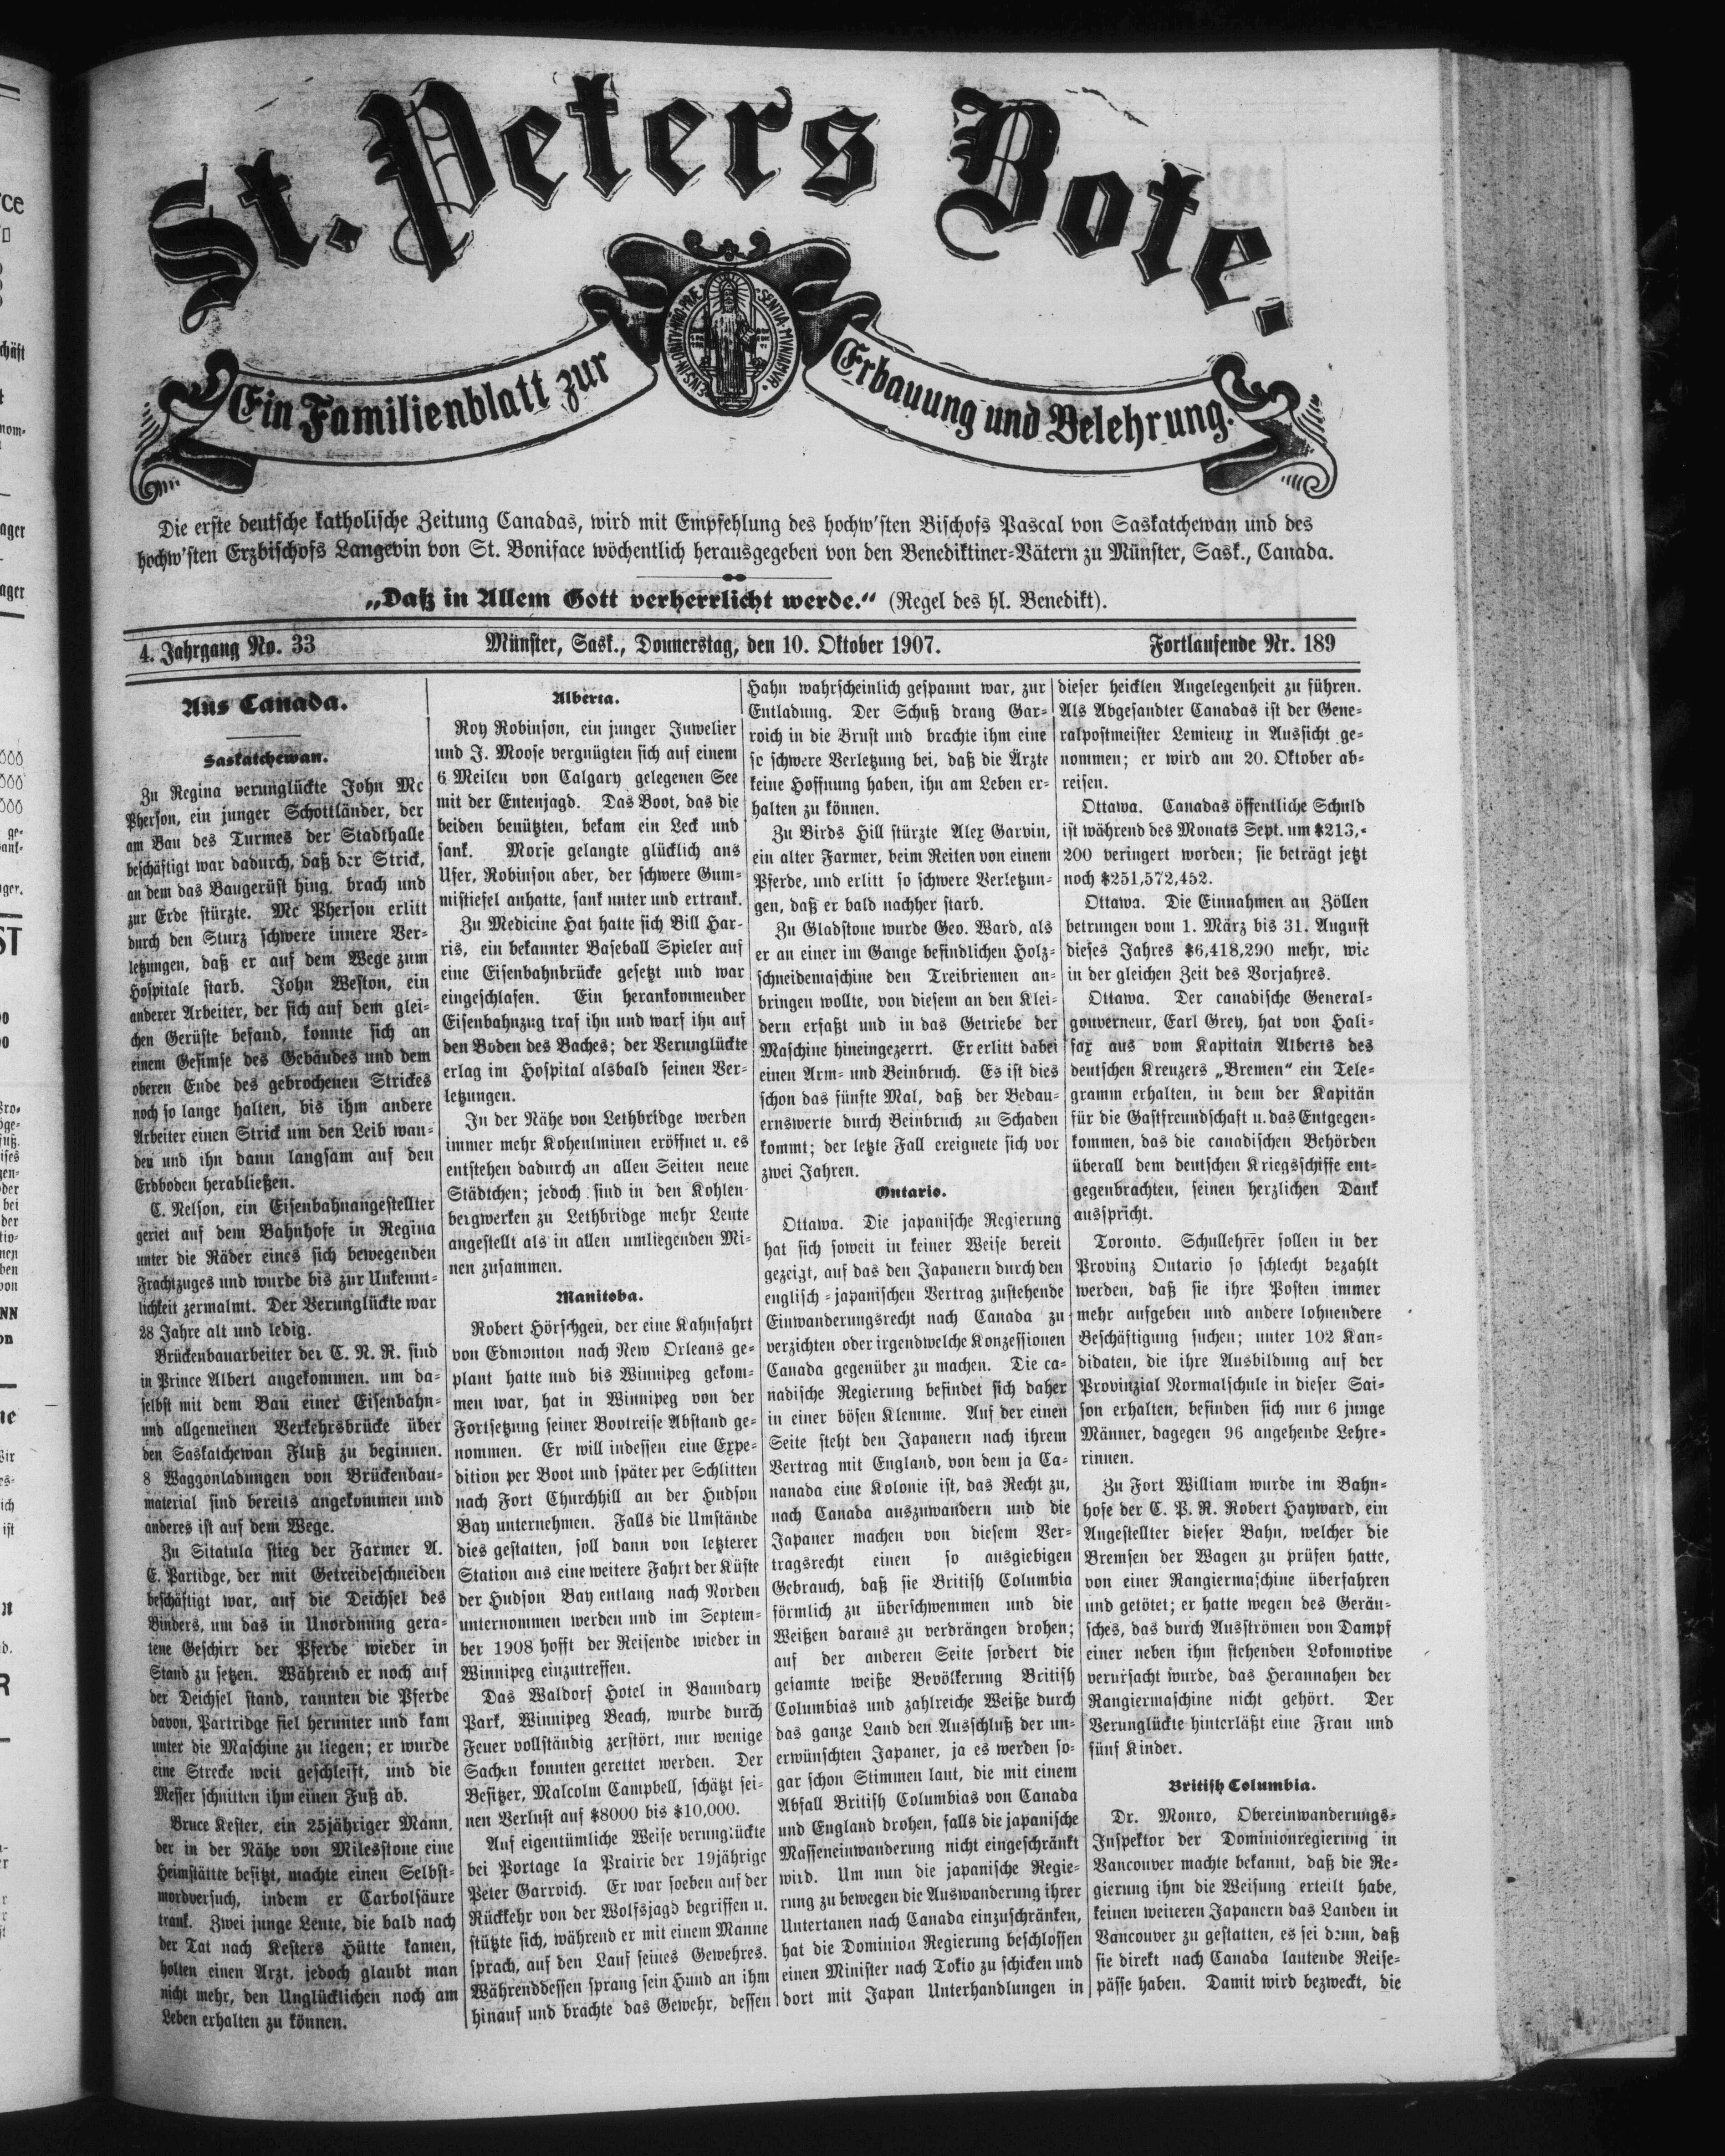 St. Peters Bote.
Ein Familienblatt zur Erbauung und Belehrung.
Die erste deutsche katholische Zeitung Canadas, wird mit Empfehlung des hochw'sten Bischofs Pascal von Saskatchewan und des
hochw'sten Erzbischofs Langevin von St. Boniface wöchentlich herausgegeben von den Benediktiner-Vätern zu Münster, Sask., Canada.
„Daß in Allem Gott verherrlicht werde.“ (Regel des hl. Benedikt).
4. Jahrgang No. 33 Münster, Sask., Donnerstag, den 10. Oktober 1907. Fortlaufende Nr. 189
Aus Canada.
Saskatchewan.
Zu Regina verunglückte John Mc
Pherson, ein junger Schottländer, der
am Bau des Turmes der Stadthalle
beschäftigt war dadurch, daß der Strick,
an dem das Baugerüst hing, brach und
zur Erde stürzte. Mc Pherson erlitt
durch den Sturz schwere innere Ver-
letzungen, daß er auf dem Wege zum
Hospitale starb. John Weston, ein
anderer Arbeiter, der sich auf dem glei-
chen Gerüste befand, konnte sich an
einem Gesimse des Gebäudes und dem
oberen Ende des gebrochenen Strickes
noch so lange halten, bis ihm andere
Arbeiter einen Strick um den Leib wan-
den und ihn dann langsam auf den
Erdboden herabließen.
C. Nelson, ein Eisenbahnangestellter
geriet auf dem Bahnhofe in Regina
unter die Räder eines sich bewegenden
Frachtzuges und wurde bis zur Unkennt-
lichkeit zermalmt. Der Verunglückte war
28 Jahre alt und ledig.
Brückenbauarbeiter der C. N. R. sind
in Prince Albert angekommen. um da-
selbst mit dem Bau einer Eisenbahn-
und allgemeinen Verkehrsbrücke über
den Saskatchewan Fluß zu beginnen.
8 Waggonladungen von Brückenbau-
material sind bereits angekommen und
anderes ist auf dem Wege.
Zu Sitatula stieg der Farmer A.
E. Partidge, der mit Getreideschneiden
beschäftigt war, auf die Deichsel des
Binders, um das in Unordnung gera-
tene Geschirr der Pferde wieder in
Stand zu setzen. Während er noch auf
der Deichsel stand, rannten die Pferde
davon, Partridge fiel herunter und kam
unter die Maschine zu liegen; er wurde
eine Strecke weit geschleift, und die
Messer schnitten ihm einen Fuß ab.
Bruce Kester, ein 25jähriger Mann,
der in der Nähe von Milesstone eine
Heimstätte besitzt, machte einen Selbst-
mordversuch, indem er Carbolsäure
trank. Zwei junge Leute, die bald nach
der Tat nach Kesters Hütte kamen,
holten einen Arzt, jedoch glaubt man
nicht mehr, den Unglücklichen noch am
Leben erhalten zu können.
Alberta.
Roy Robinson, ein junger Juwelier
und J. Moose vergnügten sich auf einem
6 Meilen von Calgary gelegenen See
mit der Entenjagd. Das Boot, das die
beiden benützten, bekam ein Leck und
sank. Morse gelangte glücklich ans
Ufer, Robinson aber, der schwere Gum-
mistiefel anhatte, sank unter und ertrank.
Zu Medicine Hat hatte sich Bill Har-
ris, ein bekannter Baseball Spieler auf
eine Eisenbahnbrücke gesetzt und war
eingeschlafen. Ein herankommender
Eisenbahnzug traf ihn und warf ihn auf
den Boden des Baches; der Verunglückte
erlag im Hospital alsbald seinen Ver-
letzungen.
In der Nähe von Lethbridge werden
immer mehr Kohenlminen eröffnet u. es
entstehen dadurch an allen Seiten neue
Städtchen; jedoch sind in den Kohlen-
bergwerken zu Lethbridge mehr Leute
angestellt als in allen umliegenden Mi-
nen zusammen.
Manitoba.
Robert Hörschgen, der eine Kahnfahrt
von Edmonton nach New Orleans ge-
plant hatte und bis Winnipeg gekom-
men war, hat in Winnipeg von der
Fortsetzung seiner Bootreise Abstand ge-
nommen. Er will indessen eine Expe-
dition per Boot und später per Schlitten
nach Fort Churchhill an der Hudson
Bay unternehmen. Falls die Umstände
dies gestatten, soll dann von letzterer
Station aus eine weitere Fahrt der Küste
der Hudson Bay entlang nach Norden
unternommen werden und im Septem-
ber 1908 hofft der Reisende wieder in
Winnipeg einzutreffen.
Das Waldorf Hotel in Baundary
Park, Winnipeg Beach, wurde durch
Feuer vollständig zerstört, nur wenige
Sachen konnten gerettet werden. Der
Besitzer, Malcolm Campbell, schätzt sei-
nen Verlust auf $8000 bis $10,000.
Auf eigentümliche Weise verunglückte
bei Portage la Prairie der 19jährige
Peter Garroich. Er war soeben auf der
Rückkehr von der Wolfsjagd begriffen u.
stützte sich, während er mit einem Manne
sprach, auf den Lauf seines Gewehres.
Währenddessen sprang sein Hund an ihm
hinauf und brachte das Gewehr, dessen
Hahn wahrscheinlich gespannt war, zur
Entladung. Der Schuß drang Gar-
roich in die Brust und brachte ihm eine
so schwere Verletzung bei, daß die Ärzte
keine Hoffnung haben, ihn am Leben er-
halten zu können.
Zu Birds Hill stürzte Alex Garvin,
ein alter Farmer, beim Reiten von einem
Pferde, und erlitt so schwere Verletzun-
gen, daß er bald nachher starb.
Zu Gladstone wurde Geo. Ward, als
er an einer im Gange befindlichen Holz-
schneidemaschine den Treibriemen an-
bringen wollte, von diesem an den Klei-
dern erfaßt und in das Getriebe der
Maschine hineingezerrt. Er erlitt dabei
einen Arm- und Beinbruch. Es ist dies
schon das fünfte Mal, daß der Bedau-
ernswerte durch Beinbruch zu Schaden
kommt; der letzte Fall ereignete sich vor
zwei Jahren.
Ontario.
Ottawa. Die japanische Regierung
hat sich soweit in keiner Weise bereit
gezeigt, auf das den Japanern durch den
englisch-japanischen Vertrag zustehende
Einwanderungsrecht nach Canada zu
verzichten oder irgendwelche Konzessionen
Canada gegenüber zu machen. Die ca-
nadische Regierung befindet sich daher
in einer bösen Klemme. Auf der einen
Seite steht den Japanern nach ihrem
Vertrag mit England, von dem ja Ca-
nanada eine Kolonie ist, das Recht zu,
nach Canada auszuwandern und die
Japaner machen von diesem Ver-
tragsrecht einen so ausgiebigen
Gebrauch, daß sie British Columbia
förmlich zu überschwemmen und die
Weißen daraus zu verdrängen drohen;
auf der anderen Seite fordert die
gesamte weiße Bevölkerung British
Columbias und zahlreiche Weiße durch
das ganze Land den Ausschluß der un-
erwünschten Japaner, ja es werden so-
gar schon Stimmen laut, die mit einem
Abfall British Columbias von Canada
und England drohen, falls die japanische
Masseneinwanderung nicht eingeschränkt
wird. Um nun die japanische Regie-
rung zu bewegen die Auswanderung ihrer
Untertanen nach Canada einzuschränken,
hat die Dominion Regierung beschlossen
einen Minister nach Tokio zu schicken und
dort mit Japan Unterhandlungen in
dieser heicklen Angelegenheit zu führen.
Als Abgesandter Canadas ist der Gene-
ralpostmeister Lemieux in Aussicht ge-
nommen; er wird am 20. Oktober ab-
reisen.
Ottawa. Canadas öffentliche Schuld
ist während des Monats Sept. um $213,-
200 veringert worden; sie beträgt jetzt
noch $251,572,452.
Ottawa. Die Einnahmen an Zöllen
betrungen vom 1. März bis 31. August
dieses Jahres $6,418,290 mehr, wie
in der gleichen Zeit des Vorjahres.
Ottawa. Der canadische General-
gouverneur, Earl Grey, hat von Hali-
fax aus vom Kapitain Alberts des
deutschen Kreuzers „Bremen“ ein Tele-
gramm erhalten, in dem der Kapitän
für die Gastfreundschaft u. das Entgegen-
kommen, das die canadischen Behörden
überall dem deutschen Kriegsschiffe ent-
gegenbrachten, seinen herzlichen Dank
ausspricht.
Toronto. Schullehrer sollen in der
Provinz Ontario so schlecht bezahlt
werden, daß sie ihre Posten immer
mehr aufgeben und andere lohnendere
Beschäftigung suchen; unter 102 Kan-
didaten, die ihre Ausbildung auf der
Provinzial Normalschule in dieser Sai-
son erhalten, befinden sich nur 6 junge
Männer, dagegen 96 angehende Lehre-
rinnen.
Zu Fort William wurde im Bahn-
hofe der C. P. R. Robert Hayward, ein
Angestellter dieser Bahn, welcher die
Bremsen der Wagen zu prüfen hatte,
von einer Rangiermaschine überfahren
und getötet; er hatte wegen des Geräu-
sches, das durch Ausströmen von Dampf
einer neben ihm stehenden Lokomotive
verursacht wurde, das Herannahen der
Rangiermaschine nicht gehört. Der
Verunglückte hinterläßt eine Frau und
fünf Kinder.
British Columbia.
Dr. Monro, Obereinwanderungs-
Inspektor der Dominionregierung in
Vancouver machte bekannt, daß die Re-
gierung ihm die Weisung erteilt habe,
keinen weiteren Japanern das Landen in
Vancouver zu gestatten, es sei denn, daß
sie direkt nach Canada lautende Reise-
pässe haben. Damit wird bezweckt, die